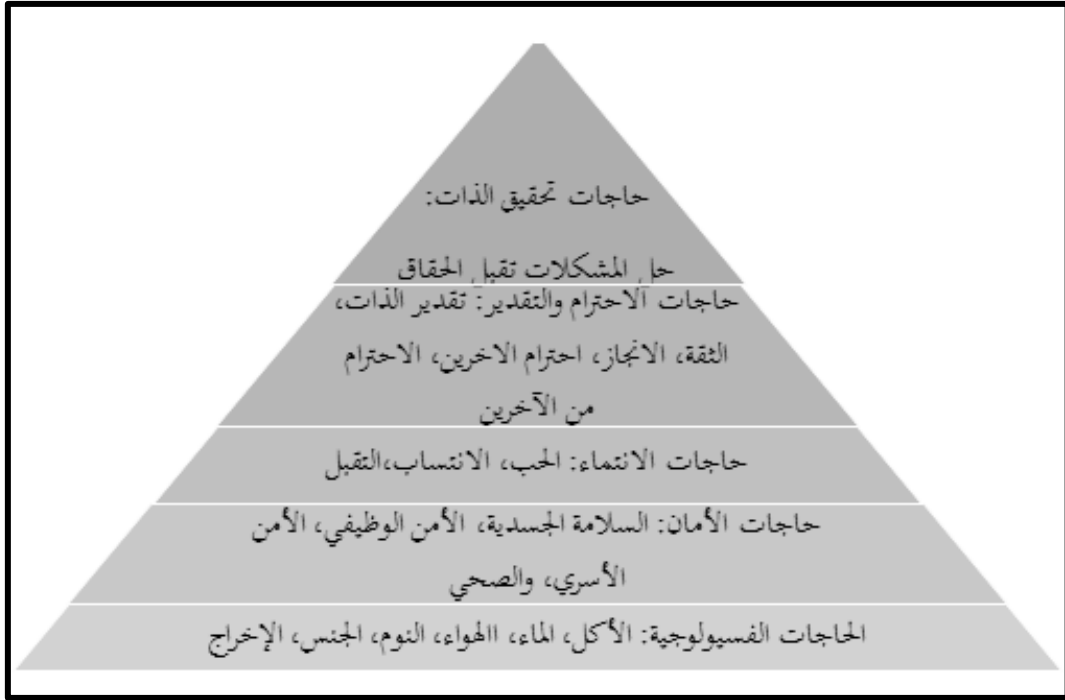 حاجات تحقيق الذات:
حل المشكلات تقبل الحقاق
حاجات الاحترام والتقدير: تقدير الذات،
الثقة، الانجاز، احترام الاخرين، الاحترام
من الآخرين
حاجات الانتماء: الحب، الانتساب،التقبل
حاجات الأمان: السلامة الجسدية، الأمن الوظيفي، الأمن
الأسري، والصحي
الحاجات الفسيولوجية: الأكل، الماء، االهواء، النوم، الجنس، الإخراج